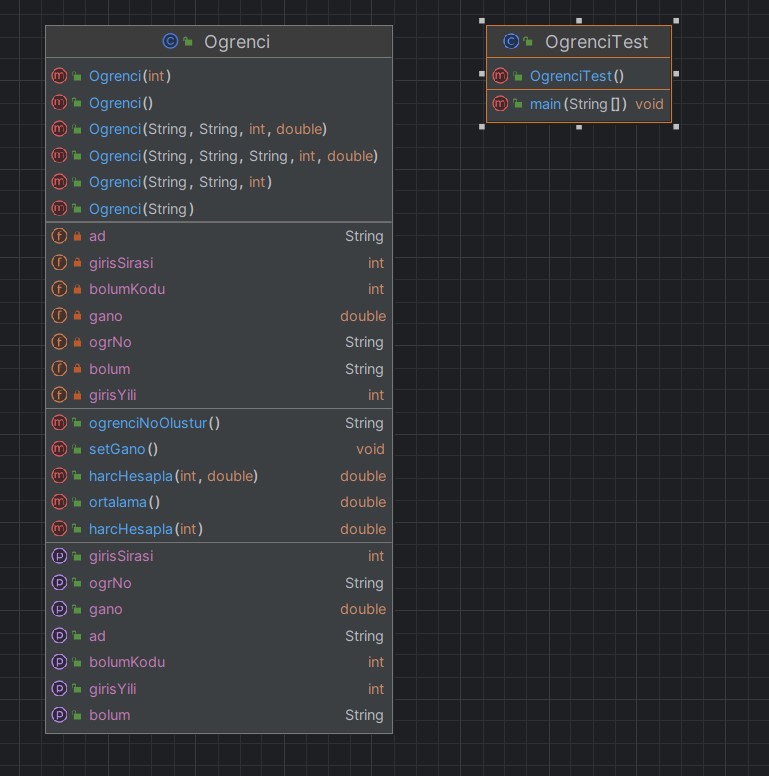 Ogrenci
Ogrenci(int)
Ogrenci()
Ogrenci(String, String, int, double)
Ogrenci(String, String, String, int, double)
Ogrenci(String, String, int)
Ogrenci(String)
ad String
girisSirasi int
bolumKodu int
gano double
ogrNo String
bolum String
girisYili int
ogrenciNoOlustur() String
setGano() void
harcHesapla(int, double) double
ortalama() double
harcHesapla(int) double
girisSirasi int
ogrNo String
gano double
ad String
bolumKodu int
girisYili int
bolum String
OgrenciTest
OgrenciTest()
main(String[]) void